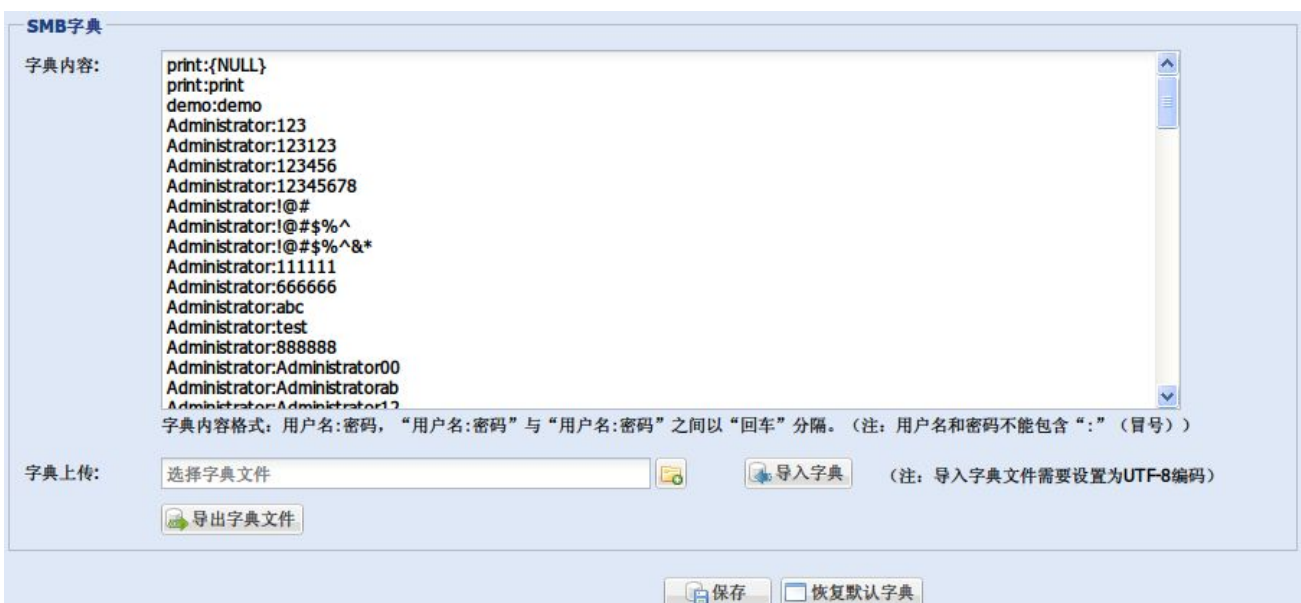 SMB字典
字典内容:
print:{NULL}
print:print
demo:demo
Administrator:123
Administrator:123123
Administrator:123456
Administrator:12345678
Administrator:!@#
Administrator:!@#$%^
Administrator:!@#$%^&*
Administrator:111111
Administrator:666666
Administrator:abc
Administrator:test
Administrator:888888
Administrator:Administrator00
Administrator:Administratorab
Administrator:Administrator12
字典内容格式：用户名:密码，“用户名:密码”与“用户名:密码”之间以“回车”分隔。（注：用户名和密码不能包含“:”（冒号））
字典上传: 选择字典文件 导入字典 （注：导入字典文件需要设置为UTF-8编码）
导出字典文件
保存 恢复默认字典